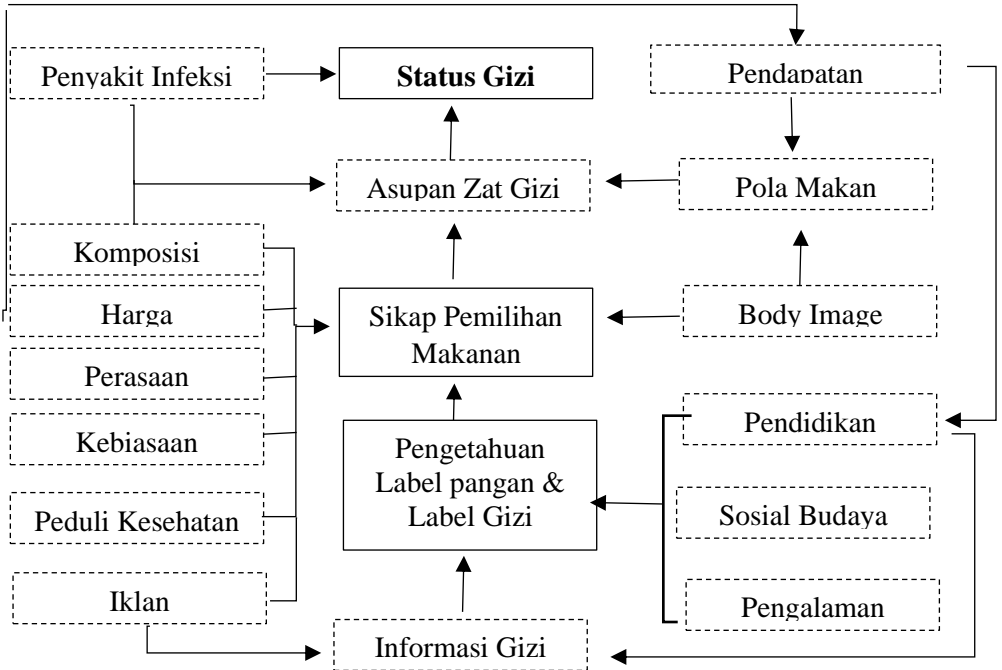 Penyakit Infeksi
Status Gizi
Pendapatan
Asupan Zat Gizi
Pola Makan
Komposisi
Harga
Sikap Pemilihan
Makanan
Body Image
Perasaan
Kebiasaan
Pengetahuan
Label pangan &
Label Gizi
Pendidikan
Peduli Kesehatan
Sosial Budaya
Iklan
Pengalaman
Informasi Gizi